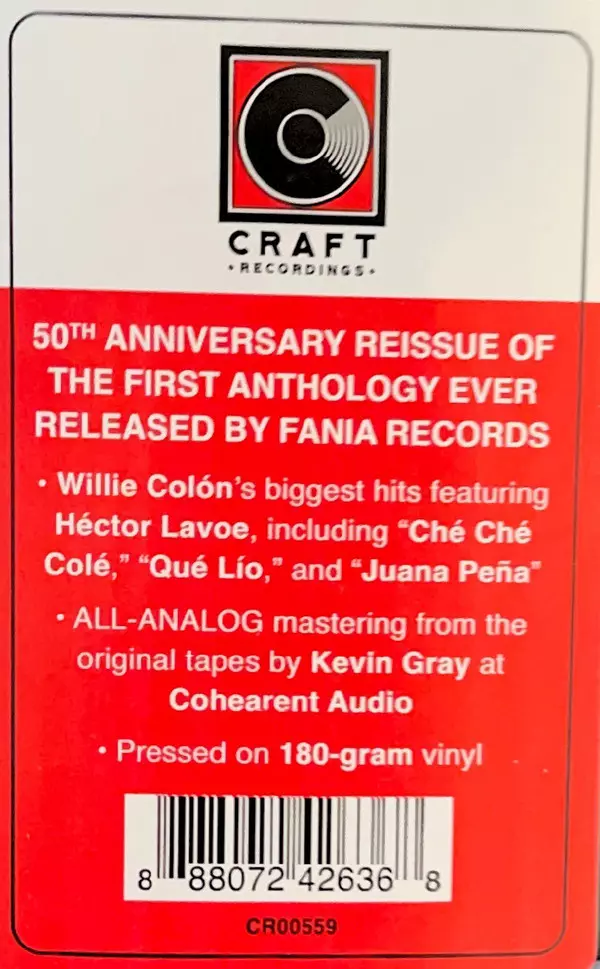 CRAFT
• RECORDINGS •
50TH ANNIVERSARY REISSUE OF
THE FIRST ANTHOLOGY EVER
RELEASED BY FANIA RECORDS
• Willie Colón's biggest hits featuring
Héctor Lavoe, including “Ché Ché
Colé,” “Qué Lío,” and “Juana Peña”
• ALL-ANALOG mastering from the
original tapes by Kevin Gray at
Cohearent Audio
• Pressed on 180-gram vinyl
8 88072 42636 8
CR00559